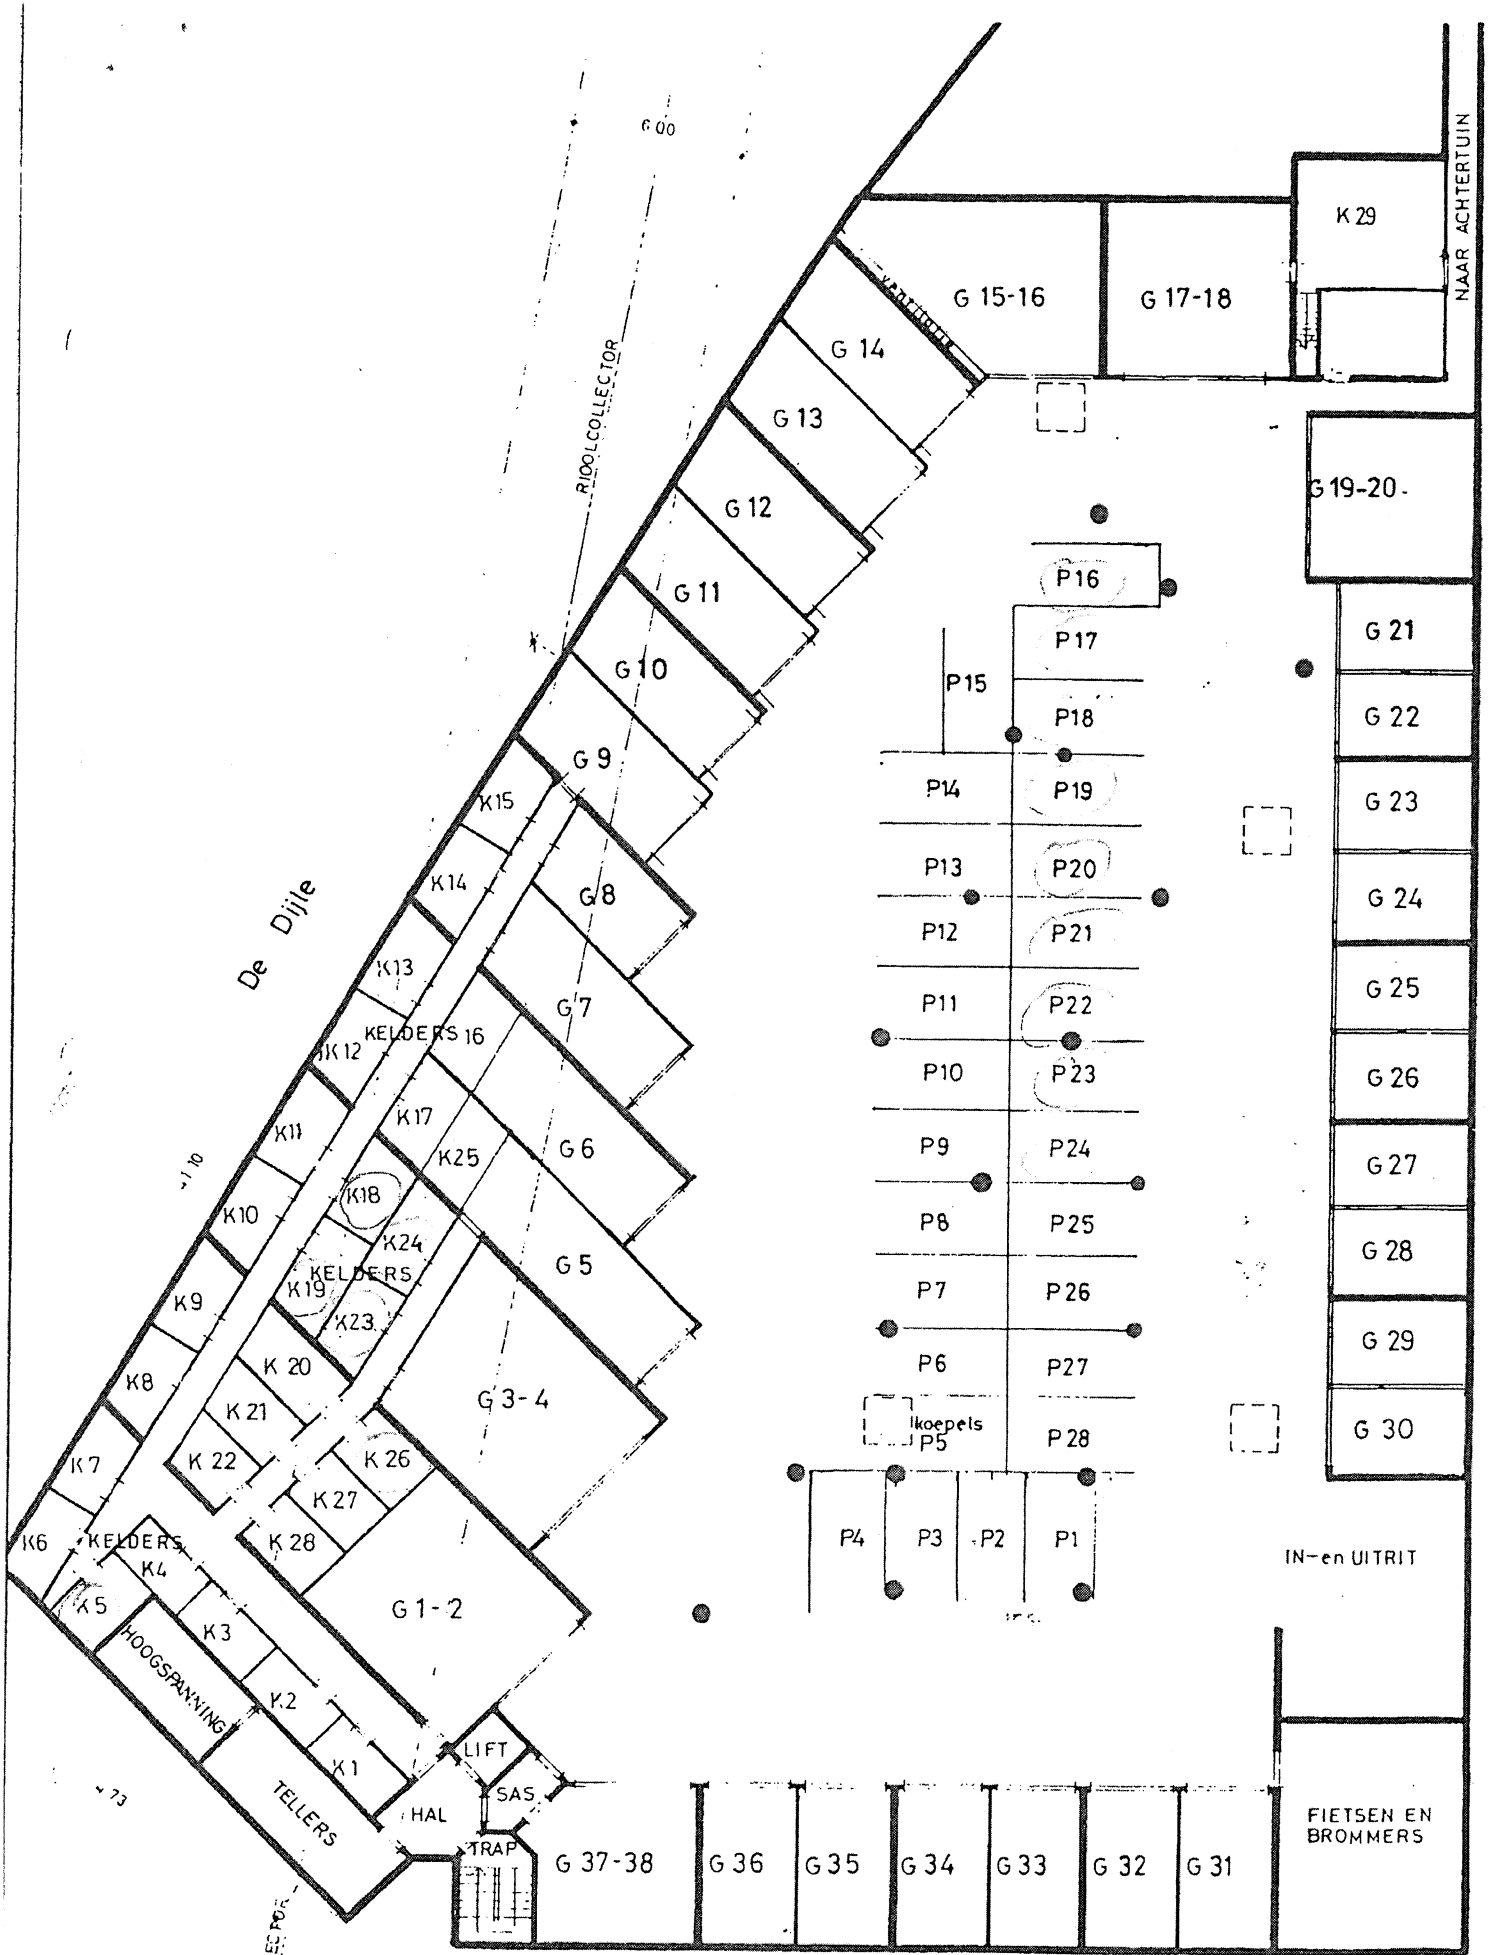 6.00
NAAR ACHTERTUIN
K 29
G 15-16
G 17-18
G 14
RIOOLCOLLECTOR
G 13
G 12
G 19-20
G 11
P16
G 21
P17
G 10
P15
P18
G 22
G 9
P14
P19
G 23
K15
P13
P20
K14
G 8
G 24
De Dijle
P12
P21
K13
G 7
P11
P22
G 25
KELDERS 16
K12
P10
P23
G 26
K11
K17
K25
G 6
P9
P24
G 27
K18
K10
P8
P25
K24
G 28
KELDERS
G 5
K19
K9
P7
P26
K23
G 29
K 20
K8
P6
P27
G 3-4
K 21
koepels
P5
P28
G 30
K 22
K 26
K7
K 27
K6
KELDERS
K 28
P4
P3
P2
P1
IN-en UITRIT
K4
K5
G 1-2
K3
HOOGSPANNING
K2
LIFT
K1
SAS
TELLERS
HAL
FIETSEN EN
BROMMERS
TRAP
G 37-38
G 36
G 35
G 34
G 33
G 32
G 31